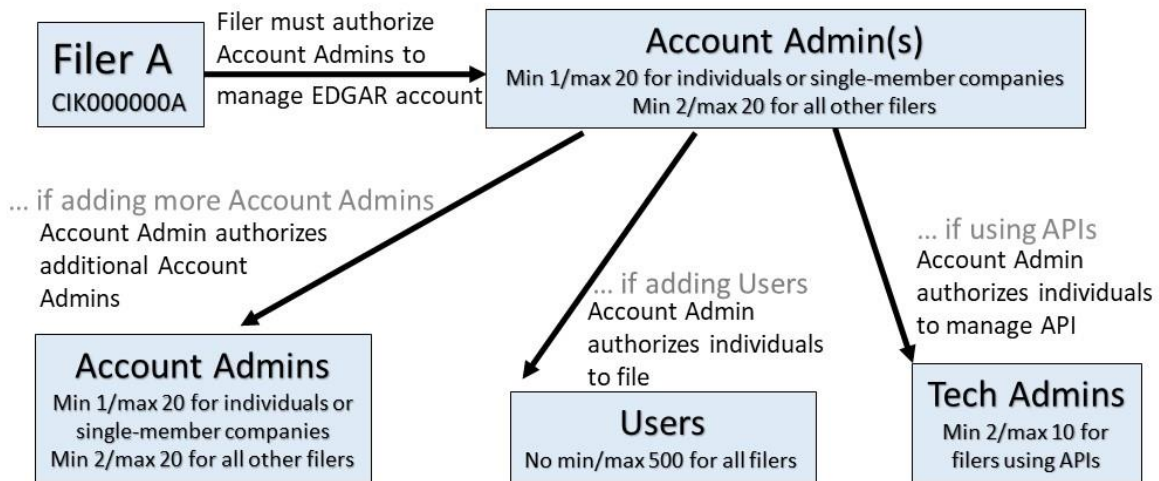 Filer A
CIK000000A
Filer must authorize
Account Admins to
manage EDGAR account
Account Admin(s)
Min 1/max 20 for individuals or single-member companies
Min 2/max 20 for all other filers
... if adding more Account Admins
Account Admin authorizes
additional Account
Admins
... if adding Users
Account Admin
authorizes individuals
to file
... if using APIs
Account Admin
authorizes individuals
to manage API
Account Admins
Min 1/max 20 for individuals or
single-member companies
Min 2/max 20 for all other filers
Users
No min/max 500 for all filers
Tech Admins
Min 2/max 10 for
filers using APIs